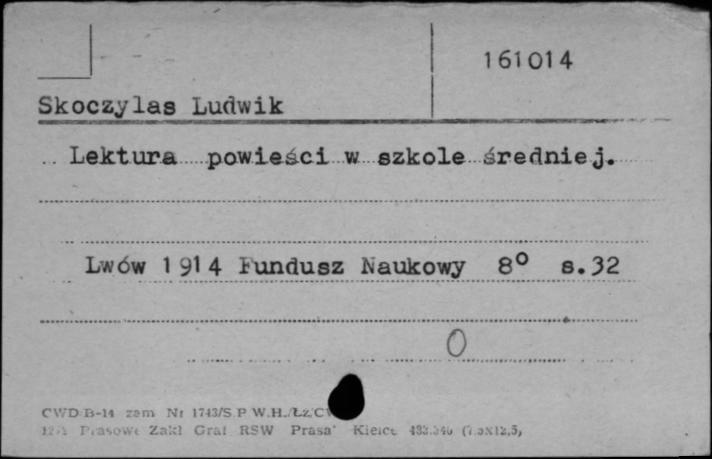 161014
Skoczylas Ludwik
Lektura powieści w szkole średniej.
Lwów 1914 Fundusz Naukowy 8° s.32
0
CWD B-14 zam Nr 1743/S.P W.H./ŁZ/
Prasowe Zakł Graf RSW Prasa" Kielce